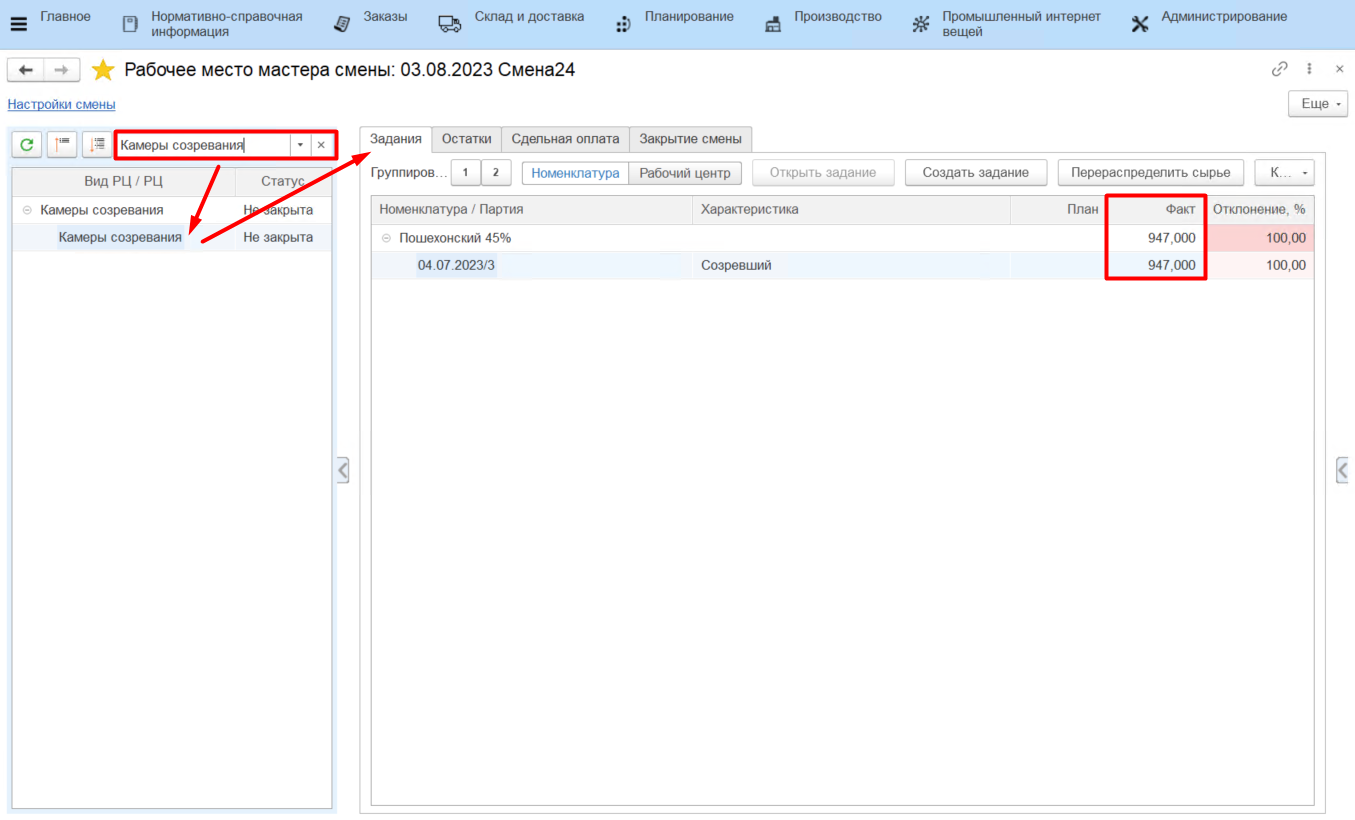 Главное
Нормативно-справочная
информация
Заказы
Склад и доставка
Планирование
Производство
Промышленный интернет
вещей
Администрирование
Рабочее место мастера смены: 03.08.2023 Смена24
Настройки смены
Еще
Камеры созревания
Вид РЦ / РЦ Статус
Камеры созревания Не закрыта
Камеры созревания Не закрыта
Задания Остатки Сдельная оплата Закрытие смены
Группиров... 1 2 Номенклатура Рабочий центр Открыть задание Создать задание Перераспределить сырье К...
Номенклатура / Партия Характеристика План Факт Отклонение, %
Пошехонский 45% 947,000 100,00
04.07.2023/3 Созревший 947,000 100,00